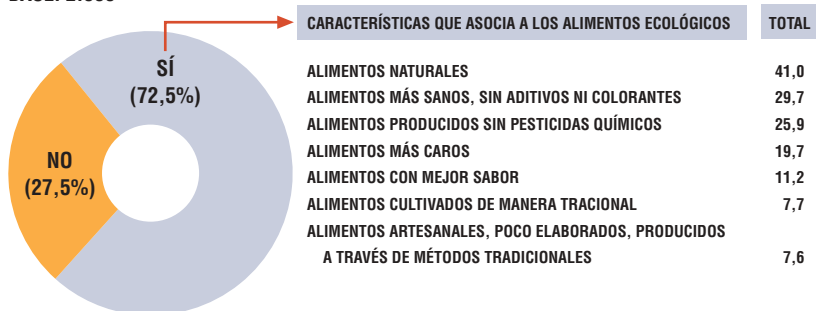 CARACTERÍSTICAS QUE ASOCIA A LOS ALIMENTOS ECOLÓGICOS TOTAL
SÍ
(72,5%)
NO
(27,5%)
ALIMENTOS NATURALES 41,0
ALIMENTOS MÁS SANOS, SIN ADITIVOS NI COLORANTES 29,7
ALIMENTOS PRODUCIDOS SIN PESTICIDAS QUÍMICOS 25,9
ALIMENTOS MÁS CAROS 19,7
ALIMENTOS CON MEJOR SABOR 11,2
ALIMENTOS CULTIVADOS DE MANERA TRACIONAL 7,7
ALIMENTOS ARTESANALES, POCO ELABORADOS, PRODUCIDOS
A TRAVÉS DE MÉTODOS TRADICIONALES 7,6